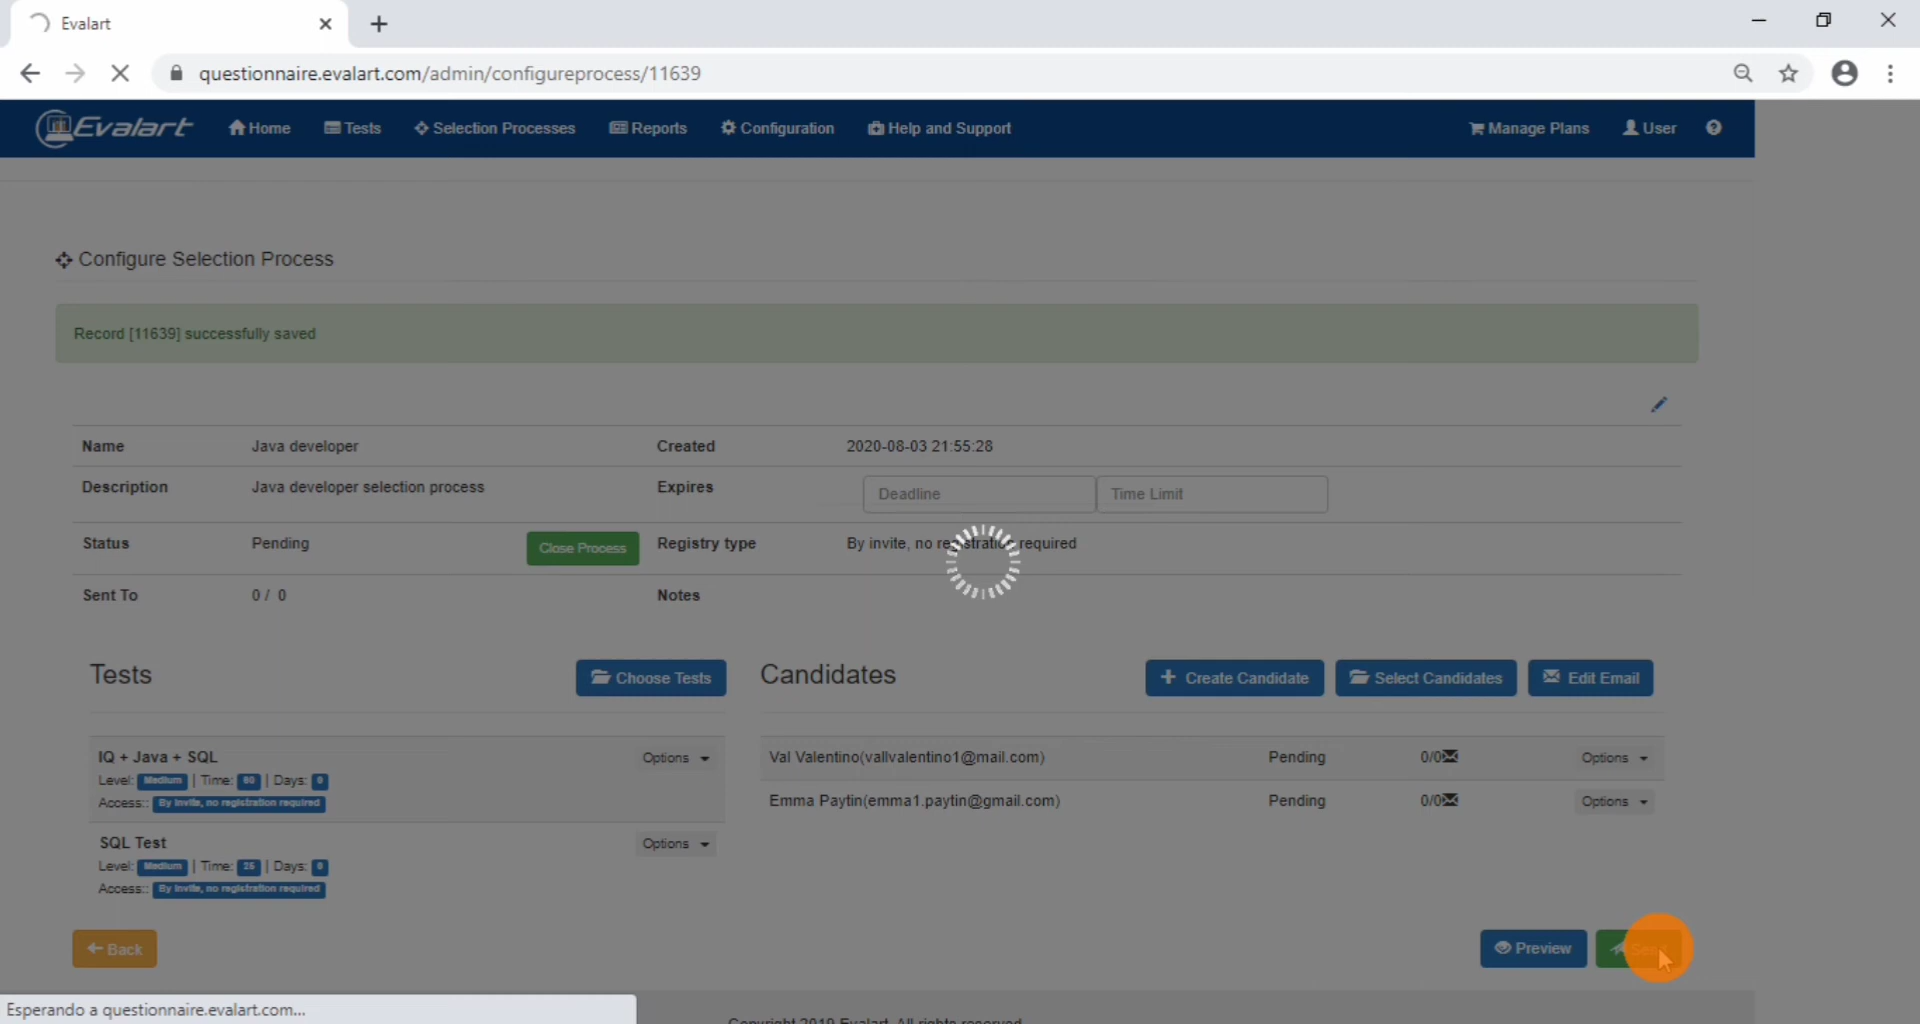 Evalart
questionnaire.evalart.com/admin/configureprocess/11639
Evalart Home Tests Selection Processes Reports Configuration Help and Support Manage Plans User
Configure Selection Process
Record [11639] successfully saved
Name Java developer Created 2020-08-03 21:55:28
Description Java developer selection process Expires Deadline Time Limit
Status Pending Close Process Registry type By invite, no registration required
Sent To 0 / 0 Notes
Tests Choose Tests Candidates Create Candidate Select Candidates Edit Email
IQ + Java + SQL Options
Level: Medium | Time: 60 | Days: 0
Access:: By invite, no registration required
SQL Test Options
Level: Medium | Time: 25 | Days: 0
Access:: By invite, no registration required
Val Valentino(vallvalentino1@mail.com) Pending 0/0 Options
Emma Paytin(emma1.paytin@gmail.com) Pending 0/0 Options
Back Preview Send
Esperando a questionnaire.evalart.com...
Copyright 2019 Evalart. All rights reserved